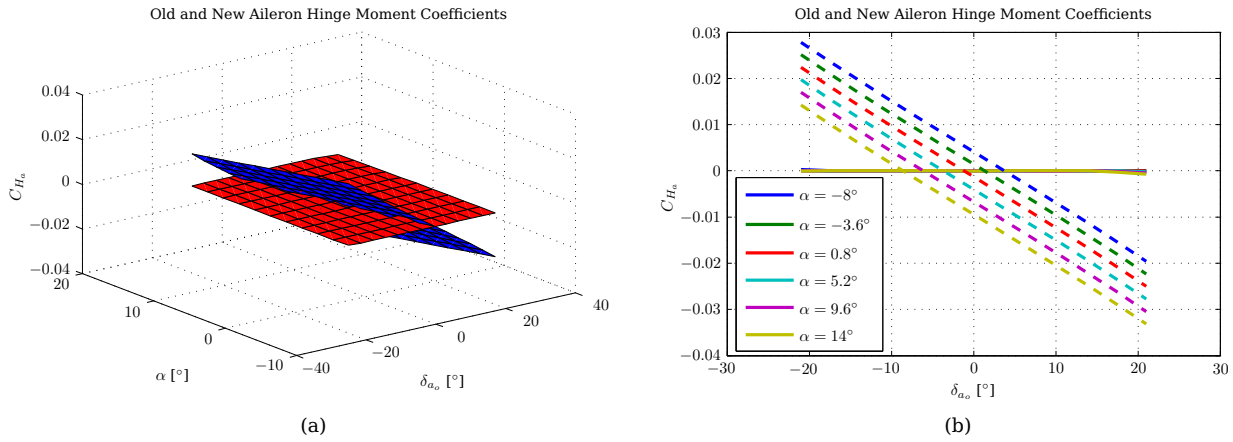 Old and New Aileron Hinge Moment Coefficients
0.04
0.02
0
−0.02
−0.04
C_{H_a}
20
10
0
−10
α [°]
−40
−20
0
20
40
δ_{a_o} [°]
(a)
Old and New Aileron Hinge Moment Coefficients
0.03
0.02
0.01
0
−0.01
−0.02
−0.03
−0.04
C_{H_a}
α = −8°
α = −3.6°
α = 0.8°
α = 5.2°
α = 9.6°
α = 14°
−30
−20
−10
0
10
20
30
δ_{a_o} [°]
(b)